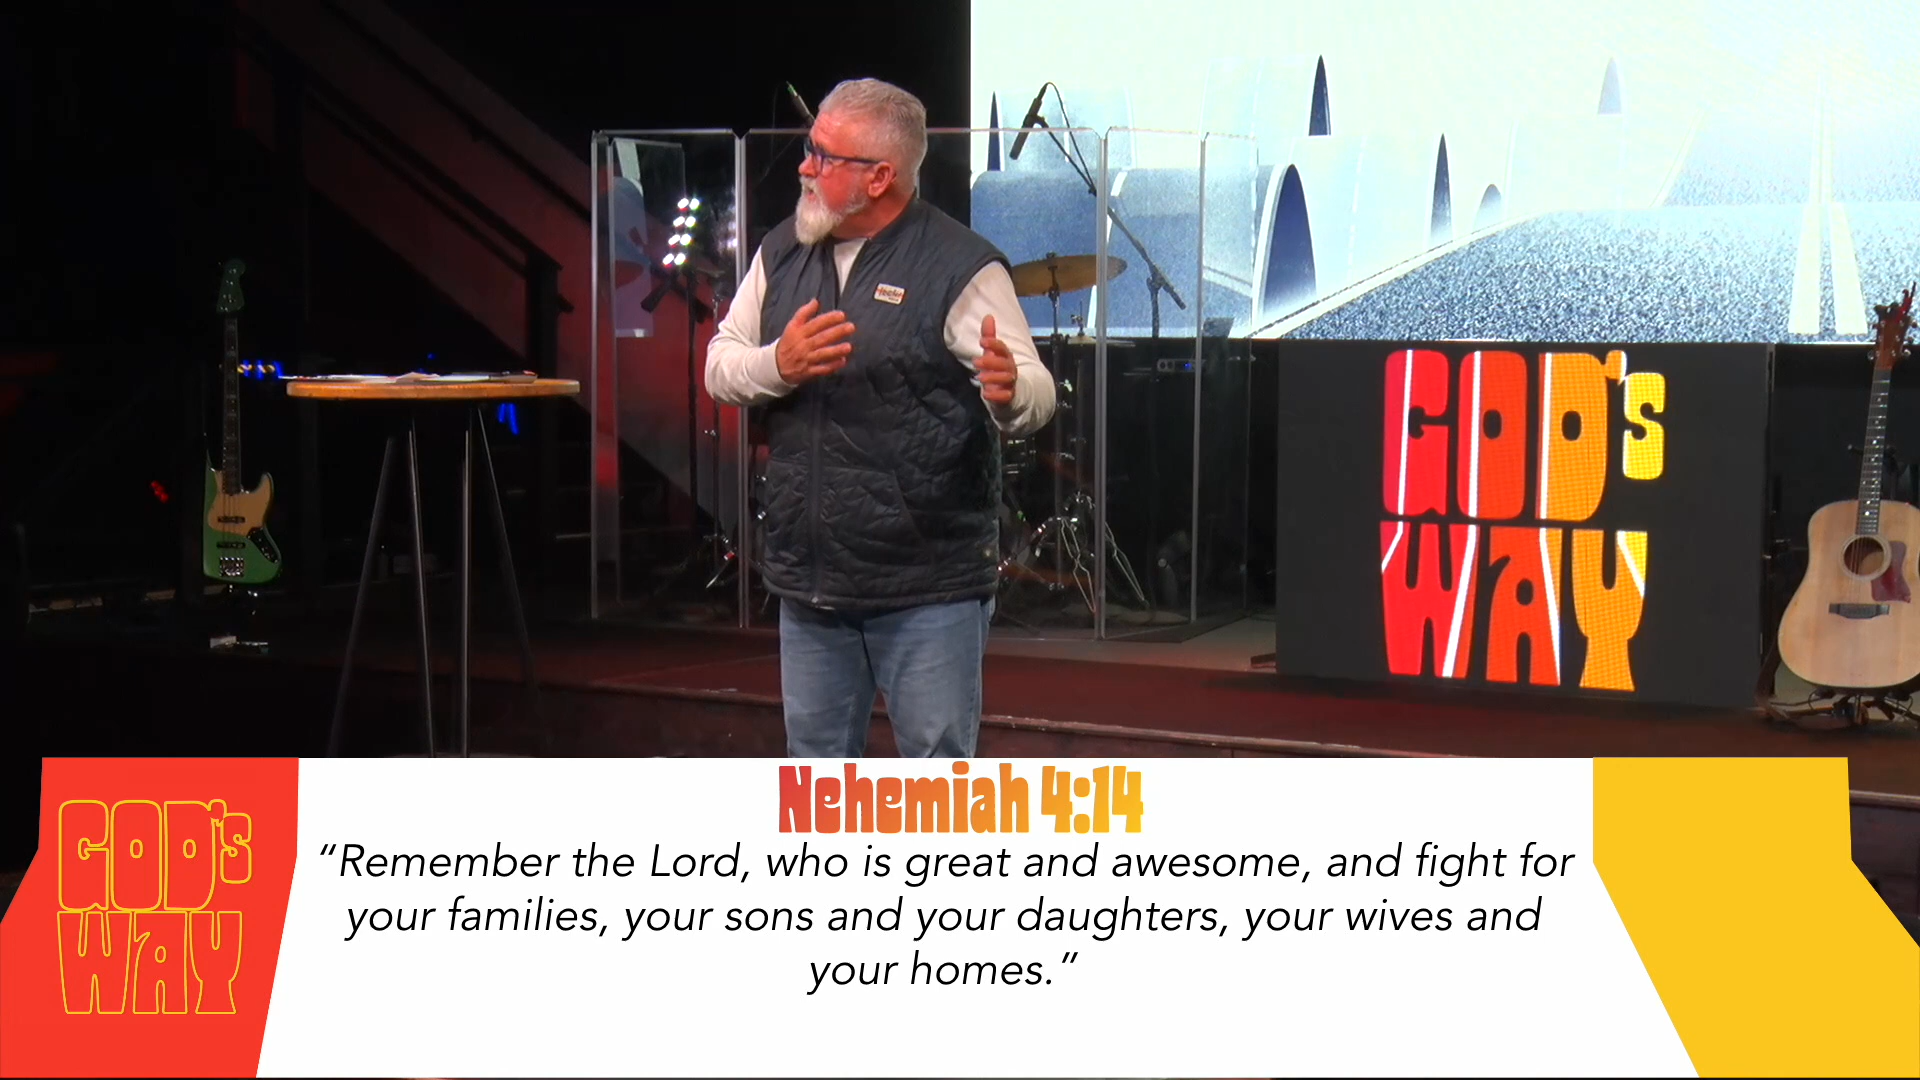 GOD's
WAY
GOD's
WAY
Nehemiah 4:14
“Remember the Lord, who is great and awesome, and fight for
your families, your sons and your daughters, your wives and
your homes.”